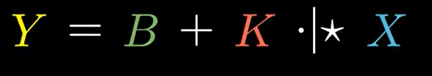 Y = B + K ·|⋆ X